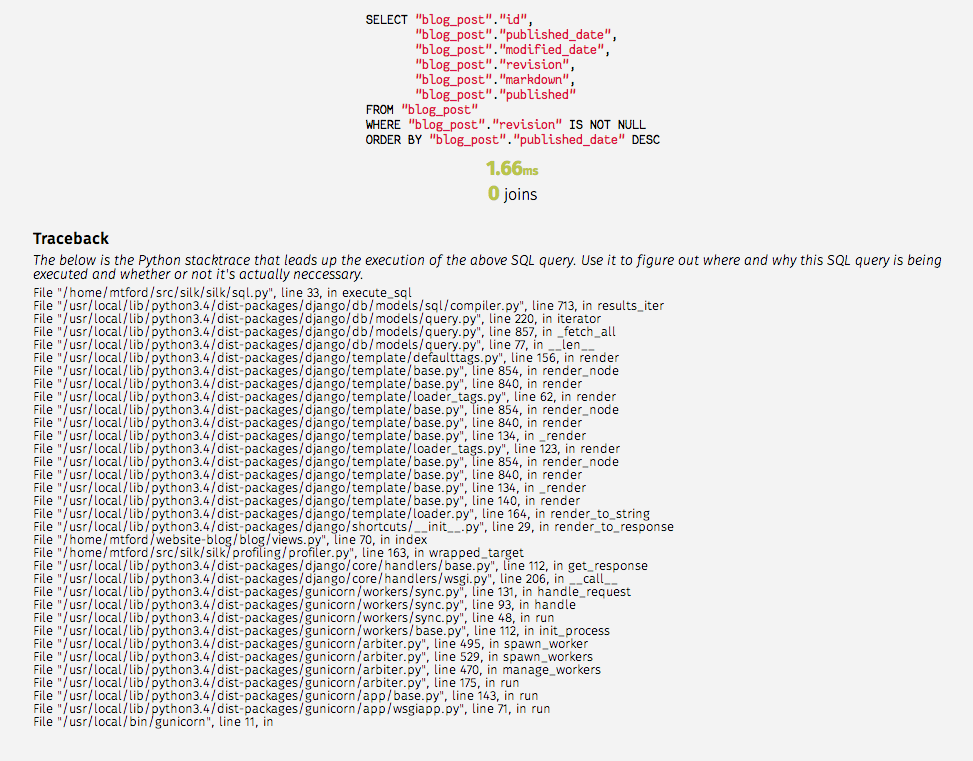 SELECT "blog_post"."id",
"blog_post"."published_date",
"blog_post"."modified_date",
"blog_post"."revision",
"blog_post"."markdown",
"blog_post"."published"
FROM "blog_post"
WHERE "blog_post"."revision" IS NOT NULL
ORDER BY "blog_post"."published_date" DESC
1.66ms
0 joins
Traceback
The below is the Python stacktrace that leads up the execution of the above SQL query. Use it to figure out where and why this SQL query is being
executed and whether or not it's actually neccessary.
File "/home/mtford/src/silk/silk/sql.py", line 33, in execute_sql
File "/usr/local/lib/python3.4/dist-packages/django/db/models/sql/compiler.py", line 713, in results_iter
File "/usr/local/lib/python3.4/dist-packages/django/db/models/query.py", line 220, in iterator
File "/usr/local/lib/python3.4/dist-packages/django/db/models/query.py", line 857, in _fetch_all
File "/usr/local/lib/python3.4/dist-packages/django/db/models/query.py", line 77, in __len__
File "/usr/local/lib/python3.4/dist-packages/django/template/defaulttags.py", line 156, in render
File "/usr/local/lib/python3.4/dist-packages/django/template/base.py", line 854, in render_node
File "/usr/local/lib/python3.4/dist-packages/django/template/base.py", line 840, in render
File "/usr/local/lib/python3.4/dist-packages/django/template/loader_tags.py", line 62, in render
File "/usr/local/lib/python3.4/dist-packages/django/template/base.py", line 854, in render_node
File "/usr/local/lib/python3.4/dist-packages/django/template/base.py", line 840, in render
File "/usr/local/lib/python3.4/dist-packages/django/template/base.py", line 134, in _render
File "/usr/local/lib/python3.4/dist-packages/django/template/loader_tags.py", line 123, in render
File "/usr/local/lib/python3.4/dist-packages/django/template/base.py", line 854, in render_node
File "/usr/local/lib/python3.4/dist-packages/django/template/base.py", line 840, in render
File "/usr/local/lib/python3.4/dist-packages/django/template/base.py", line 134, in _render
File "/usr/local/lib/python3.4/dist-packages/django/template/base.py", line 140, in render
File "/usr/local/lib/python3.4/dist-packages/django/template/loader.py", line 164, in render_to_string
File "/usr/local/lib/python3.4/dist-packages/django/shortcuts/__init__.py", line 29, in render_to_response
File "/home/mtford/website-blog/blog/views.py", line 70, in index
File "/home/mtford/src/silk/silk/profiling/profiler.py", line 163, in wrapped_target
File "/usr/local/lib/python3.4/dist-packages/django/core/handlers/base.py", line 112, in get_response
File "/usr/local/lib/python3.4/dist-packages/django/core/handlers/wsgi.py", line 206, in __call__
File "/usr/local/lib/python3.4/dist-packages/gunicorn/workers/sync.py", line 131, in handle_request
File "/usr/local/lib/python3.4/dist-packages/gunicorn/workers/sync.py", line 93, in handle
File "/usr/local/lib/python3.4/dist-packages/gunicorn/workers/sync.py", line 48, in run
File "/usr/local/lib/python3.4/dist-packages/gunicorn/workers/base.py", line 112, in init_process
File "/usr/local/lib/python3.4/dist-packages/gunicorn/arbiter.py", line 495, in spawn_worker
File "/usr/local/lib/python3.4/dist-packages/gunicorn/arbiter.py", line 529, in spawn_workers
File "/usr/local/lib/python3.4/dist-packages/gunicorn/arbiter.py", line 470, in manage_workers
File "/usr/local/lib/python3.4/dist-packages/gunicorn/arbiter.py", line 175, in run
File "/usr/local/lib/python3.4/dist-packages/gunicorn/app/base.py", line 143, in run
File "/usr/local/lib/python3.4/dist-packages/gunicorn/app/wsgiapp.py", line 71, in run
File "/usr/local/bin/gunicorn", line 11, in